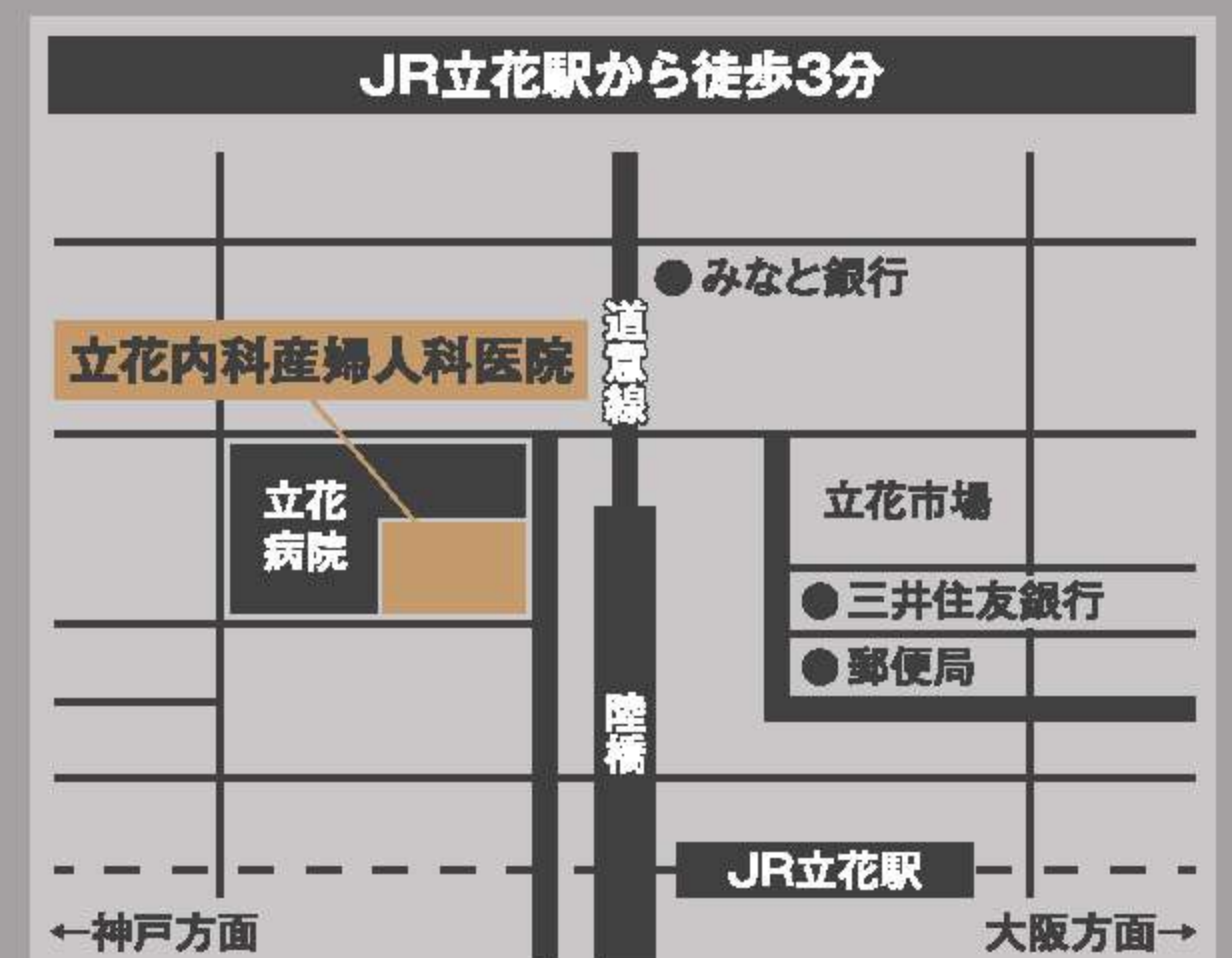 JR立花駅から徒歩3分
●みなと銀行
道意線
立花内科産婦人科医院
立花
病院
立花市場
●三井住友銀行
●郵便局
陸橋
JR立花駅
←神戸方面
大阪方面→